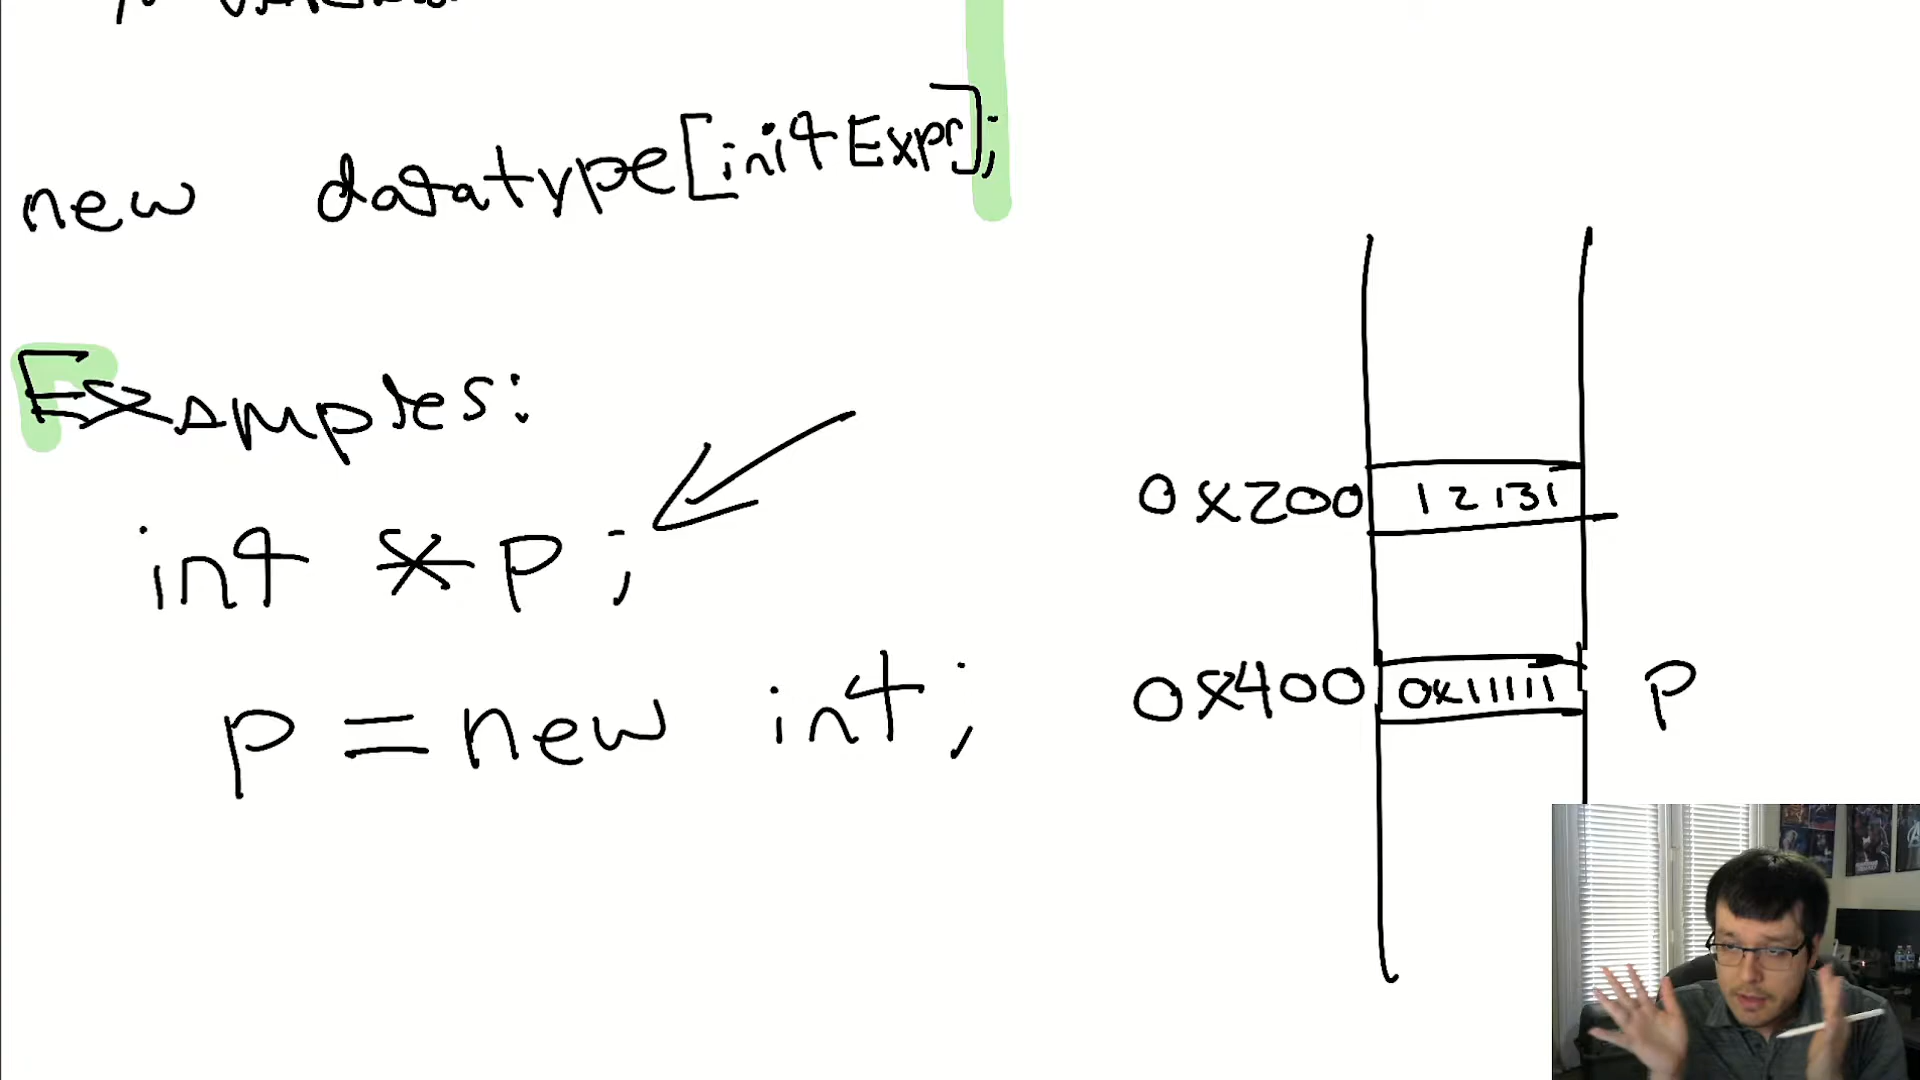 new datatype[initExpr];
Examples:
int *p;
p = new int;
0x200 12131
0x400 0x11111 p